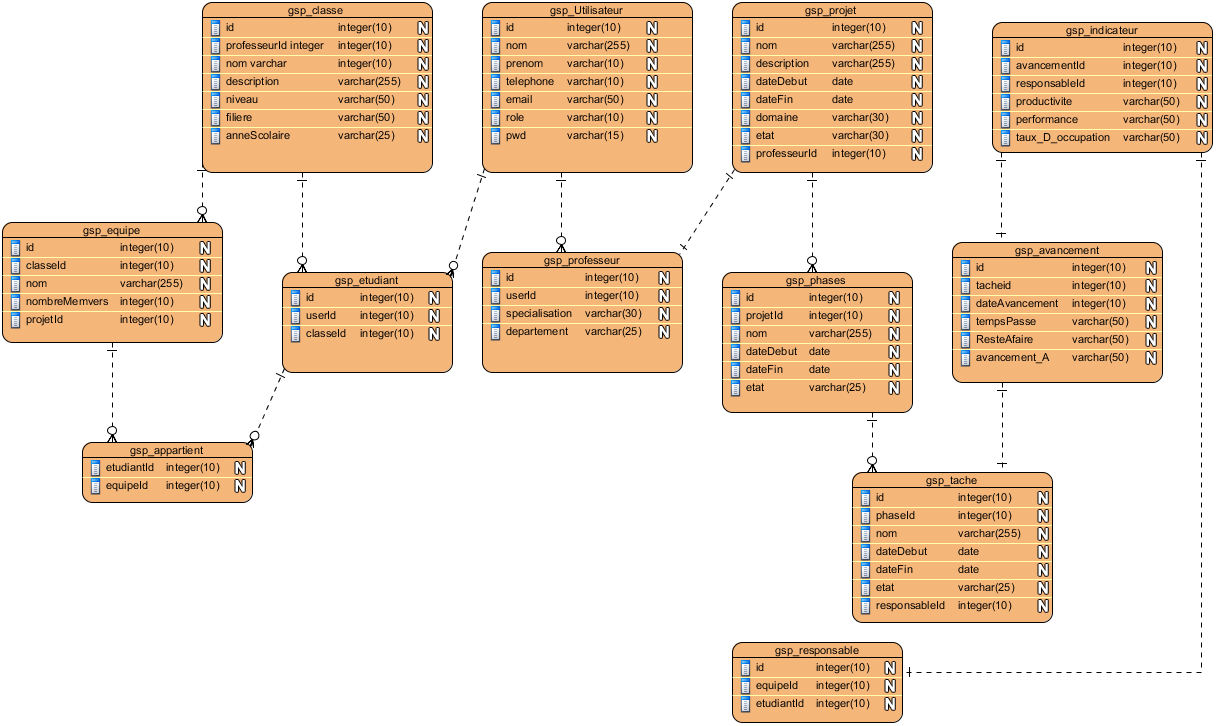 gsp_classe
id integer(10) N
professeurId integer integer(10) N
nom varchar integer(10) N
description varchar(255) N
niveau varchar(50) N
filiere varchar(50) N
anneScolaire varchar(25) N
gsp_Utilisateur
id integer(10) N
nom varchar(255) N
prenom varchar(10) N
telephone varchar(10) N
email varchar(50) N
role varchar(10) N
pwd varchar(15) N
gsp_projet
id integer(10) N
nom varchar(255) N
description varchar(255) N
dateDebut date N
dateFin date N
domaine varchar(30) N
etat varchar(30) N
professeurId integer(10) N
gsp_indicateur
id integer(10) N
avancementId integer(10) N
responsableId integer(10) N
productivite varchar(50) N
performance varchar(50) N
taux_D_occupation varchar(50) N
gsp_equipe
id integer(10) N
classeId integer(10) N
nom varchar(255) N
nombreMemvers integer(10) N
projetId integer(10) N
gsp_etudiant
id integer(10) N
userId integer(10) N
classeId integer(10) N
gsp_professeur
id integer(10) N
userId integer(10) N
specialisation varchar(30) N
departement varchar(25) N
gsp_phases
id integer(10) N
projetId integer(10) N
nom varchar(255) N
dateDebut date N
dateFin date N
etat varchar(25) N
gsp_avancement
id integer(10) N
tacheid integer(10) N
dateAvancement integer(10) N
tempsPasse varchar(50) N
ResteAfaire varchar(50) N
avancement_A varchar(50) N
gsp_appartient
etudiantId integer(10) N
equipeId integer(10) N
gsp_tache
id integer(10) N
phaseId integer(10) N
nom varchar(255) N
dateDebut date N
dateFin date N
etat varchar(25) N
responsableId integer(10) N
gsp_responsable
id integer(10) N
equipeId integer(10) N
etudiantId integer(10) N